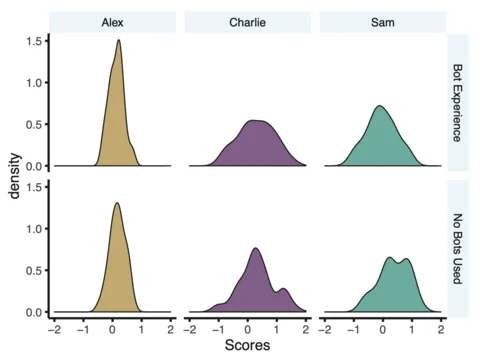 Alex Charlie Sam
1.5
1.0
0.5
0.0
Bot Experience
density
1.5
1.0
0.5
0.0
No Bots Used
−2 −1 0 1 2 −2 −1 0 1 2 −2 −1 0 1 2
Scores